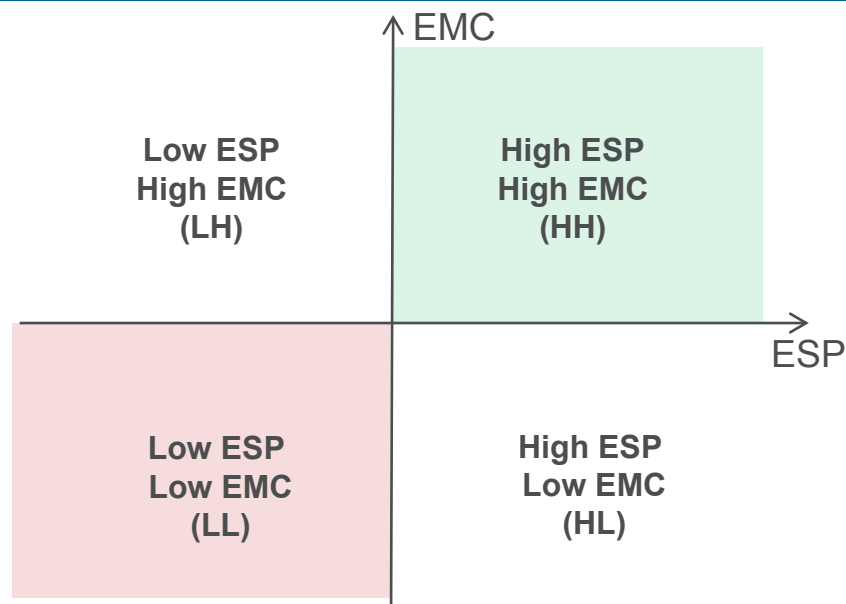 EMC
Low ESP
High EMC
(LH)
High ESP
High EMC
(HH)
ESP
Low ESP
Low EMC
(LL)
High ESP
Low EMC
(HL)